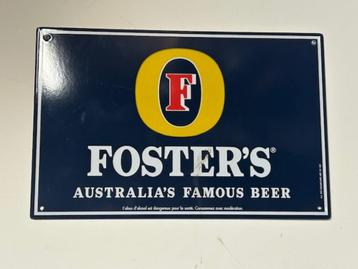 F
FOSTER'S®
AUSTRALIA'S FAMOUS BEER
l'abus d'alcool est dangereux pour la santé. Consommez avec modération.